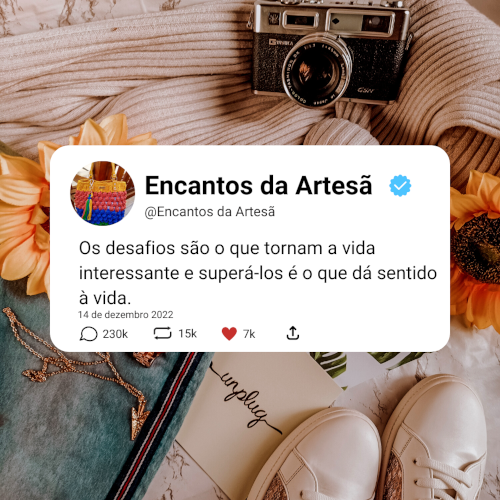 Encantos da Artesã
@Encantos da Artesã
Os desafios são o que tornam a vida
interessante e superá-los é o que dá sentido
à vida.
14 de dezembro 2022
230k 15k 7k
unplug
GSN